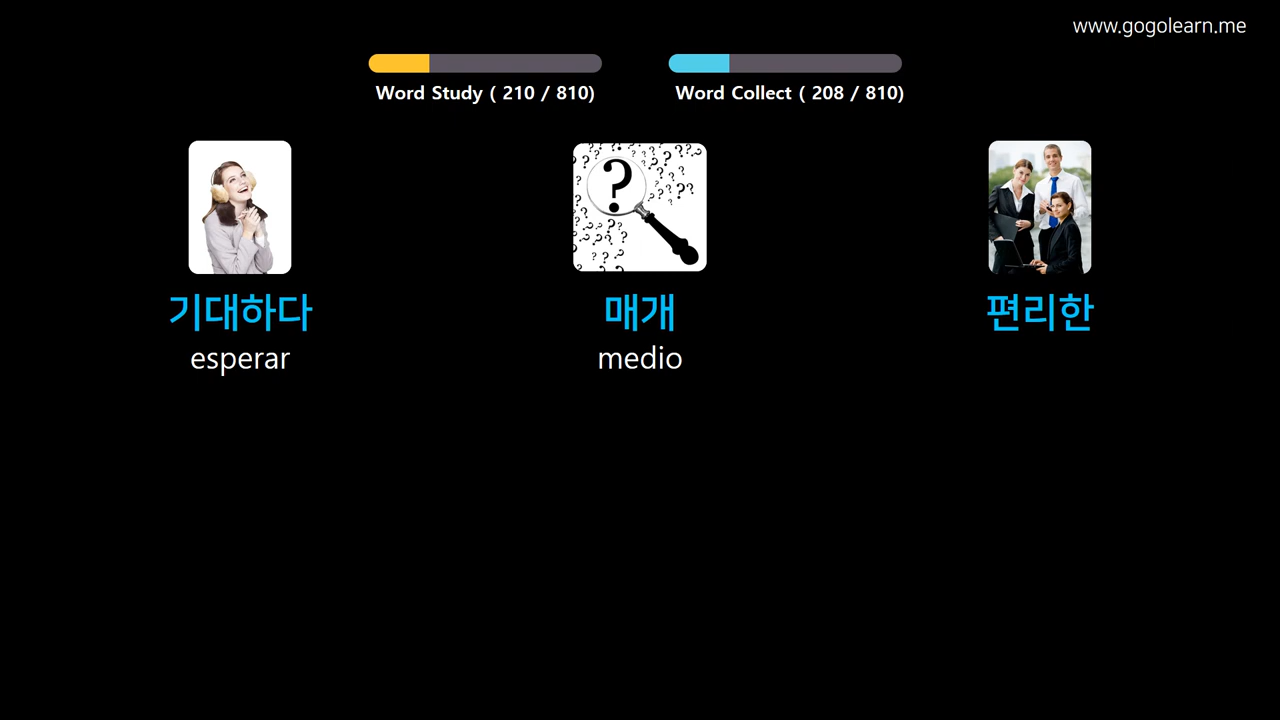 www.gogolearn.me
Word Study ( 210 / 810)
Word Collect ( 208 / 810)
기대하다
esperar
매개
medio
편리한